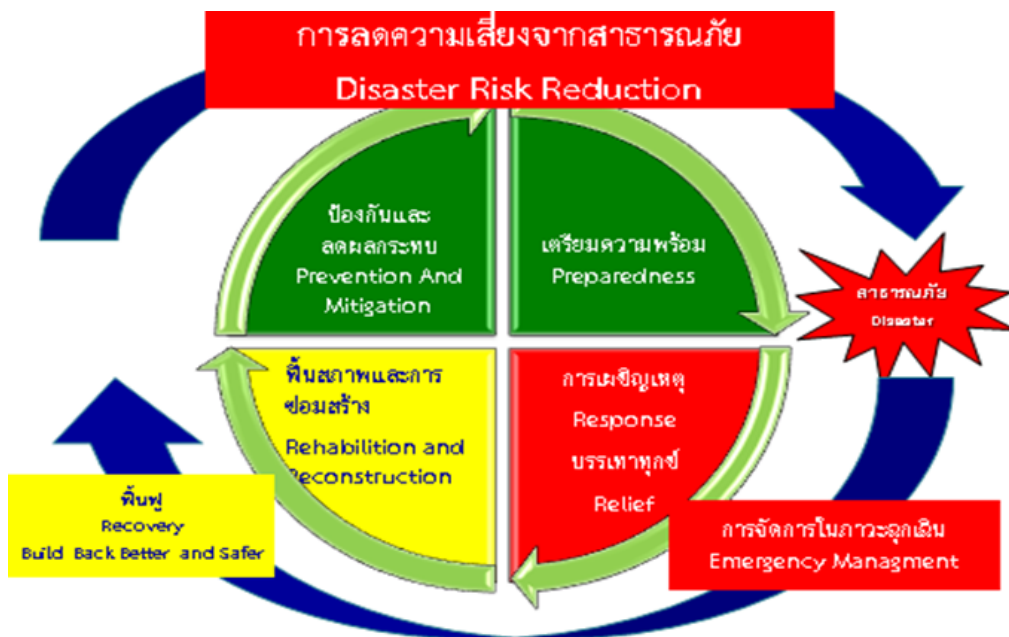 การลดความเสี่ยงจากสาธารณภัย
Disaster Risk Reduction
ป้องกันและ
ลดผลกระทบ
Prevention And
Mitigation
เตรียมความพร้อม
Preparedness
สาธารณภัย
Disaster
ฟื้นสภาพและการ
ซ่อมสร้าง
Rehabilition and
Reconstruction
การเผชิญเหตุ
Response
บรรเทาทุกข์
Relief
ฟื้นฟู
Recovery
Build Back Better and Safer
การจัดการในภาวะฉุกเฉิน
Emergency Managment